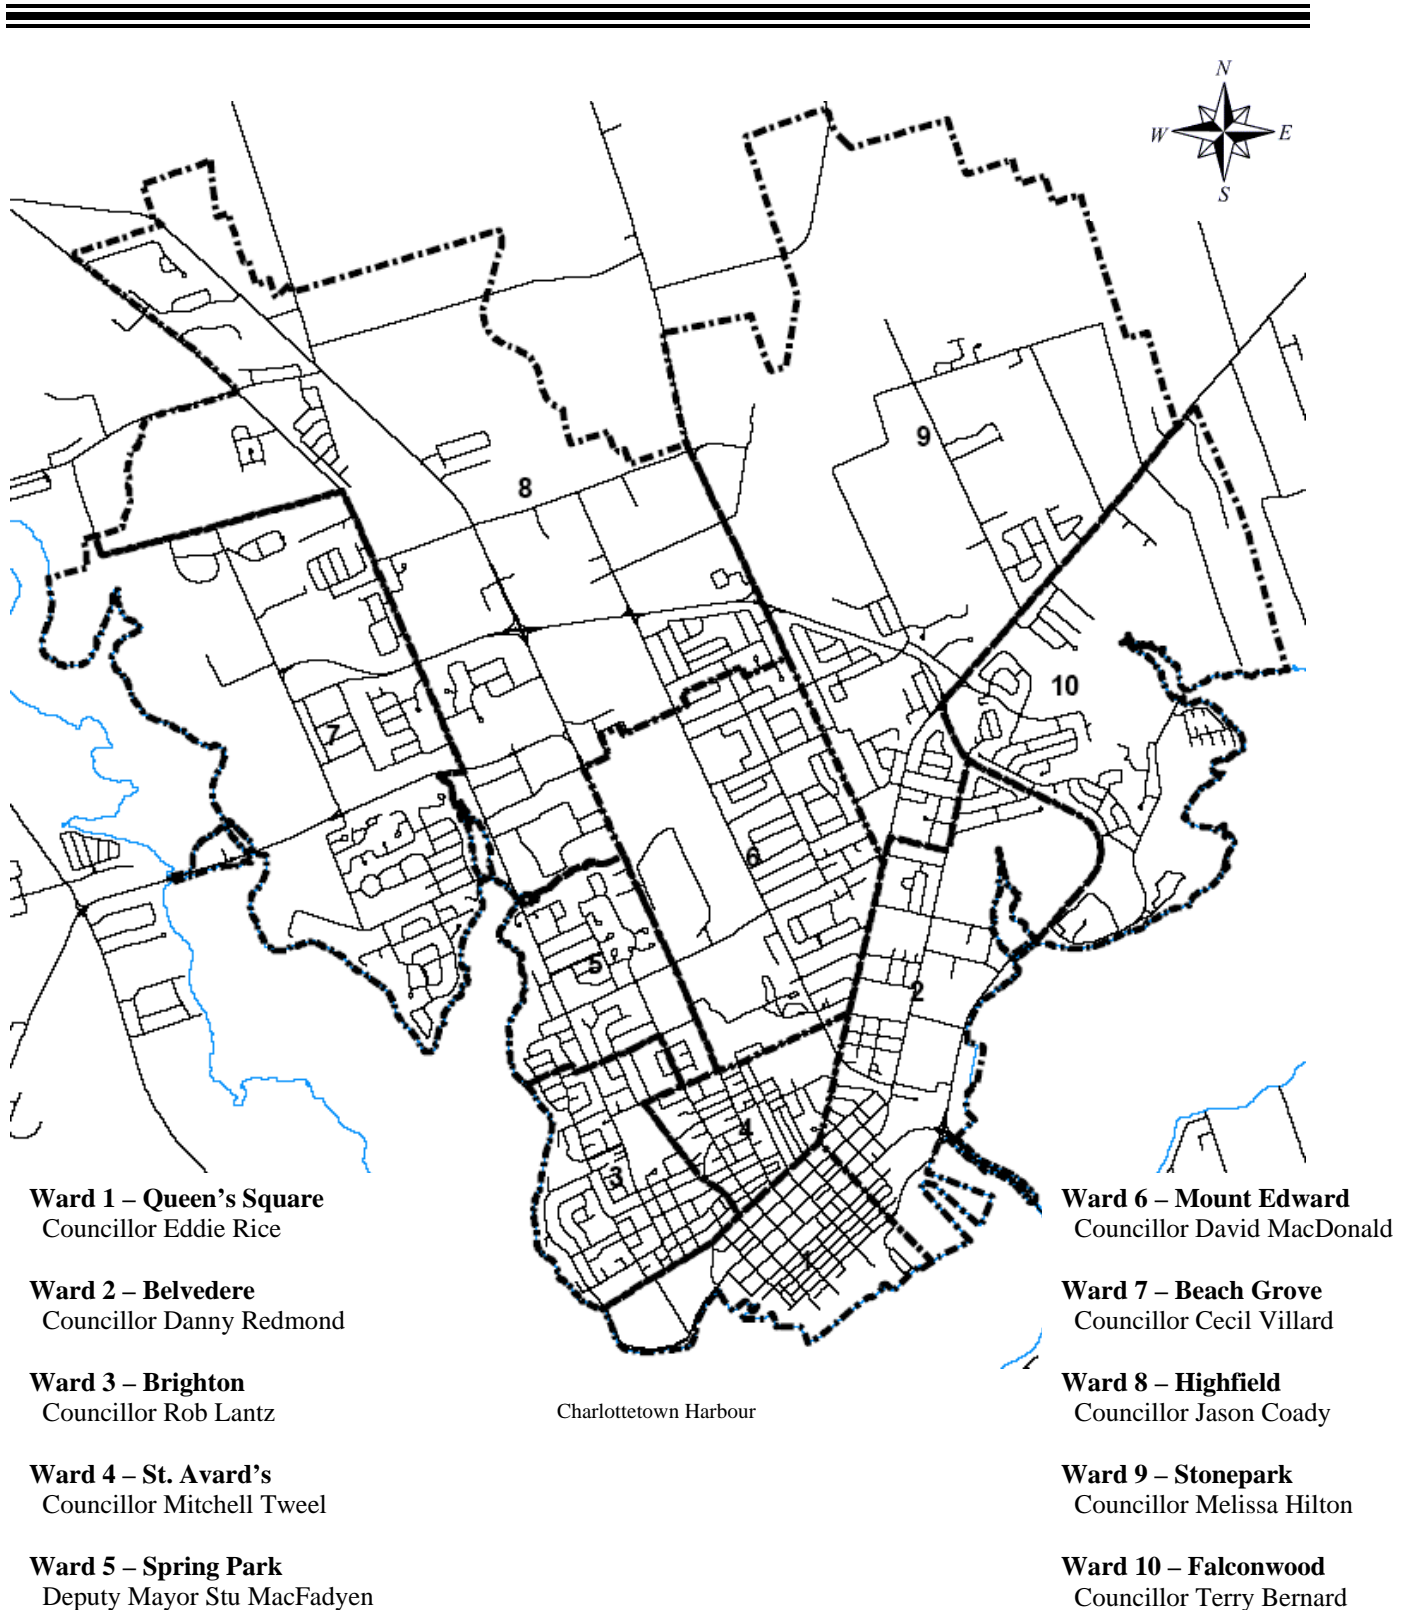 N
W E
S
9
8
10
7
6
5
2
4
3
1
Ward 1 – Queen's Square
Councillor Eddie Rice
Ward 2 – Belvedere
Councillor Danny Redmond
Ward 3 – Brighton
Councillor Rob Lantz
Ward 4 – St. Avard's
Councillor Mitchell Tweel
Ward 5 – Spring Park
Deputy Mayor Stu MacFadyen
Charlottetown Harbour
Ward 6 – Mount Edward
Councillor David MacDonald
Ward 7 – Beach Grove
Councillor Cecil Villard
Ward 8 – Highfield
Councillor Jason Coady
Ward 9 – Stonepark
Councillor Melissa Hilton
Ward 10 – Falconwood
Councillor Terry Bernard